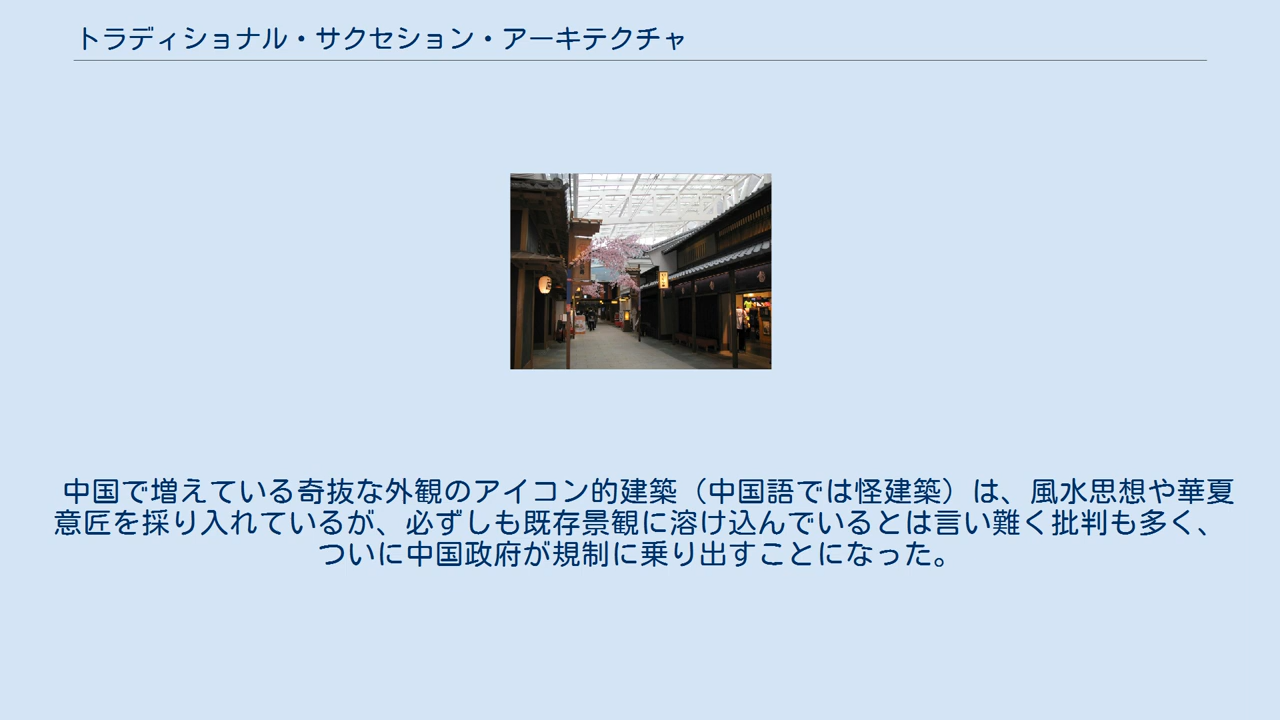 トラディショナル・サクセション・アーキテクチャ
中国で増えている奇抜な外観のアイコン的建築（中国語では怪建築）は、風水思想や華夏
意匠を採り入れているが、必ずしも既存景観に溶け込んでいるとは言い難く批判も多く、
ついに中国政府が規制に乗り出すことになった。